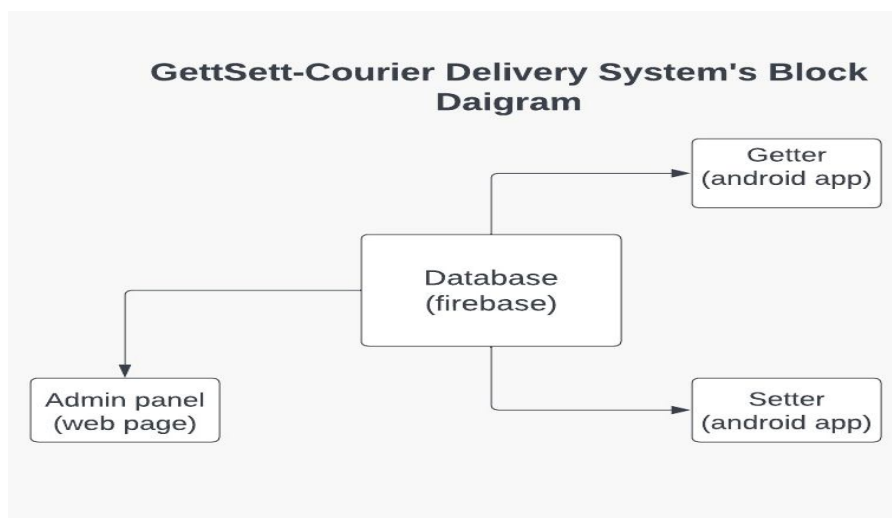 GettSett-Courier Delivery System's Block
Daigram
Getter
(android app)
Database
(firebase)
Admin panel
(web page)
Setter
(android app)